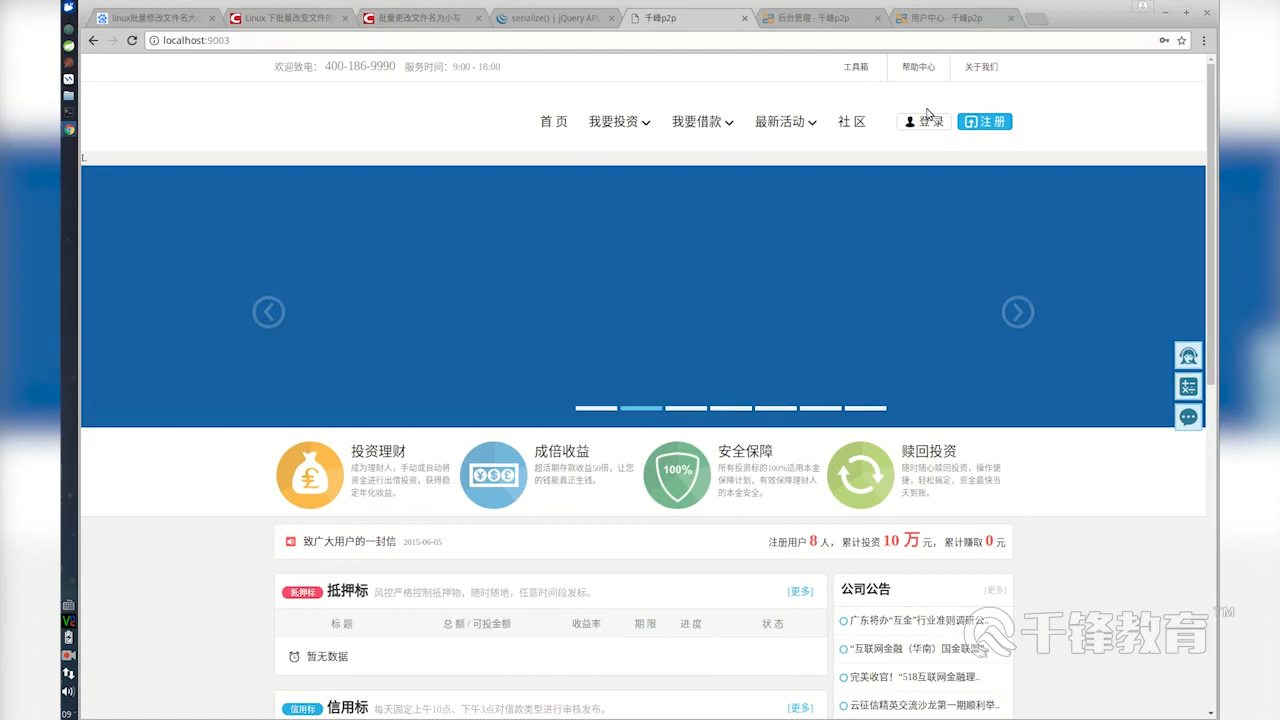 linux批量修改文件名大
Linux 下批量改变文件的
批量更改文件名为小写 -
serialize() | jQuery API
千峰p2p
后台管理 - 千峰p2p
用户中心 - 千峰p2p
localhost:9003
欢迎致电： 400-186-9990 服务时间：9:00 - 18:00
工具箱 帮助中心 关于我们
首 页 我要投资 我要借款 最新活动 社 区 登 录 注 册
L
投资理财
成为理财人，手动或自动将
资金进行出借投资，获得稳
定年化收益。
成倍收益
超活期存款收益50倍，让您
的钱能真正生钱。
100%
安全保障
所有投资标的100%适用本金
保障计划，有效保障理财人
的本金安全。
赎回投资
随时随心赎回投资，操作便
捷，轻松搞定，资金最快当
天到账。
致广大用户的一封信 2015-06-05
注册用户 8 人， 累计投资 10 万 元， 累计赚取 0 元
抵押标 抵押标 风控严格控制抵押物，随时随地，任意时间段发标。 [更多]
标 题 总 额 / 可投金额 收益率 期 限 进 度 状 态
暂无数据
信用标 信用标 每天固定上午10点、下午3点对借款类型进行审核发布。 [更多]
公司公告 [更多]
广东将办“互金”行业准则调研公..
“互联网金融（华南）国金联盟”..
完美收官！“518互联网金融理..
云征信精英交流沙龙第一期顺利举..
千锋教育TM
09